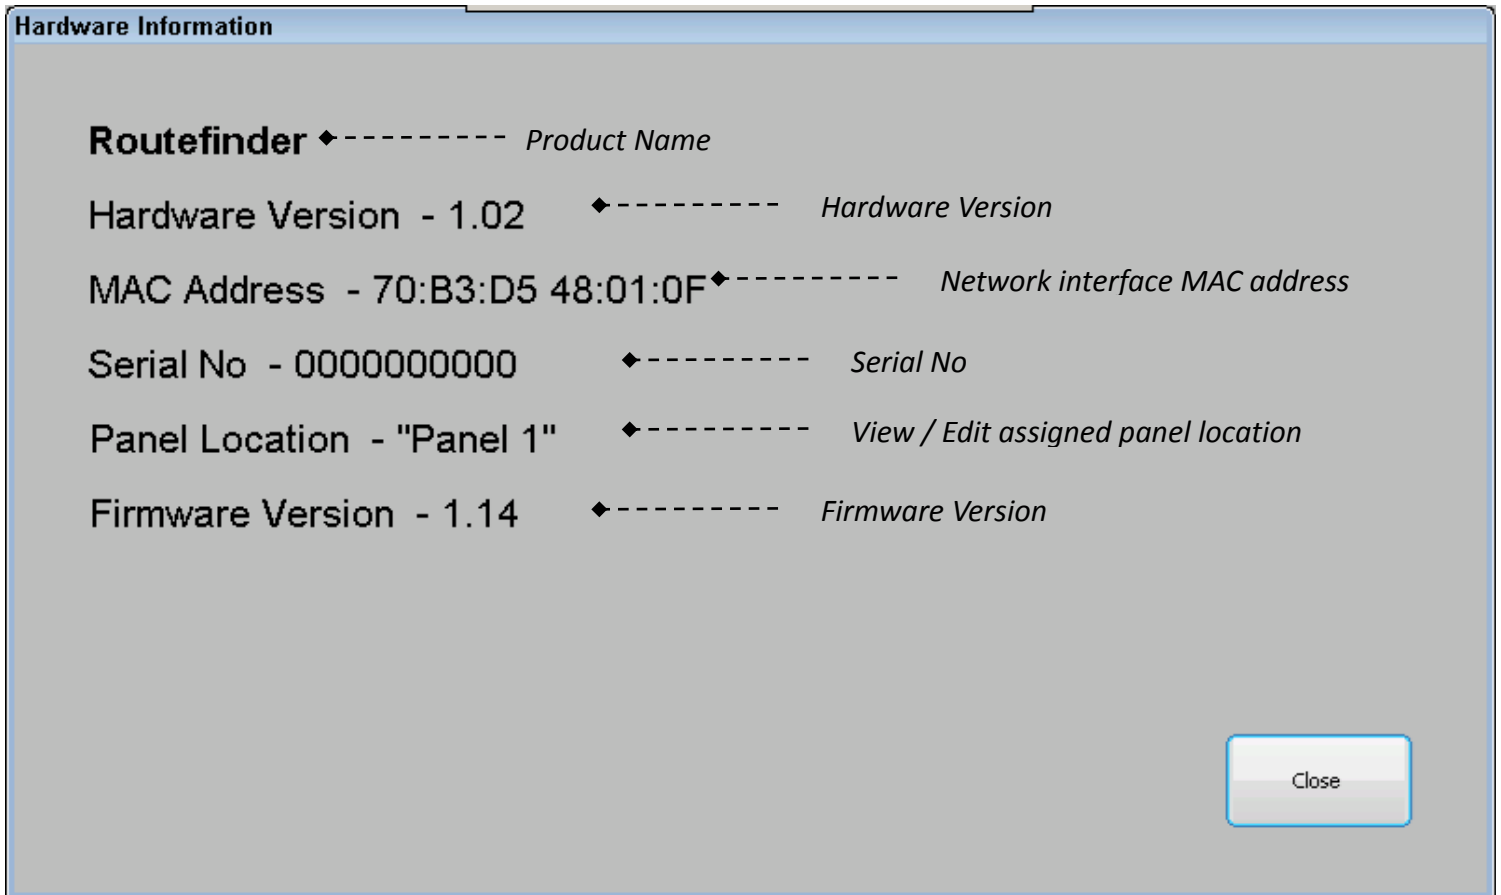 Hardware Information
Routefinder Product Name
Hardware Version - 1.02 Hardware Version
MAC Address - 70:B3:D5 48:01:0F Network interface MAC address
Serial No - 0000000000 Serial No
Panel Location - "Panel 1" View / Edit assigned panel location
Firmware Version - 1.14 Firmware Version
Close